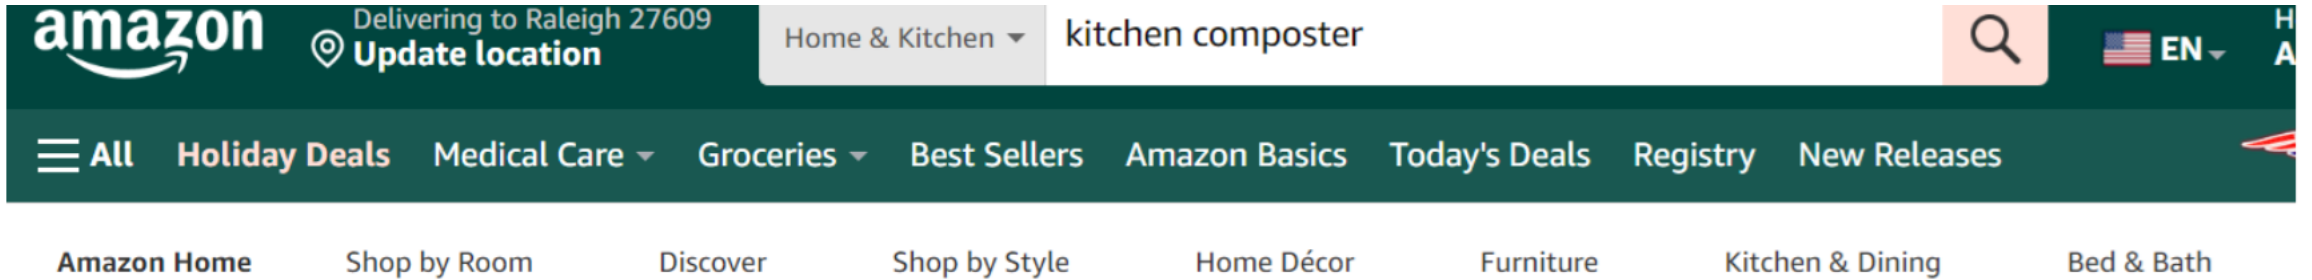 amazon
Delivering to Raleigh 27609
Update location
Home & Kitchen
kitchen composter
EN
All Holiday Deals Medical Care Groceries Best Sellers Amazon Basics Today's Deals Registry New Releases
Amazon Home Shop by Room Discover Shop by Style Home Décor Furniture Kitchen & Dining Bed & Bath